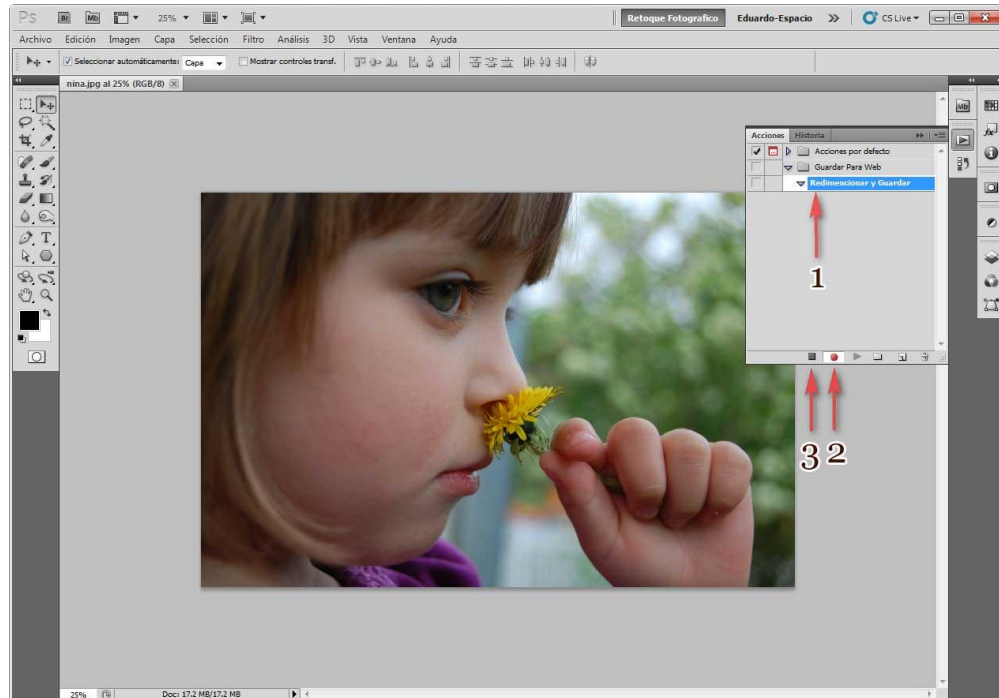 Ps Br Mb 25% Retoque Fotografico Eduardo-Espacio CS Live
Archivo Edición Imagen Capa Selección Filtro Análisis 3D Vista Ventana Ayuda
Seleccionar automáticamente: Capa Mostrar controles transf.
nina.jpg al 25% (RGB/8)
Mb
Acciones Historia
Acciones por defecto
Guardar Para Web
Redimencionar y Guardar
1
3 2
25% Doc: 17.2 MB/17.2 MB